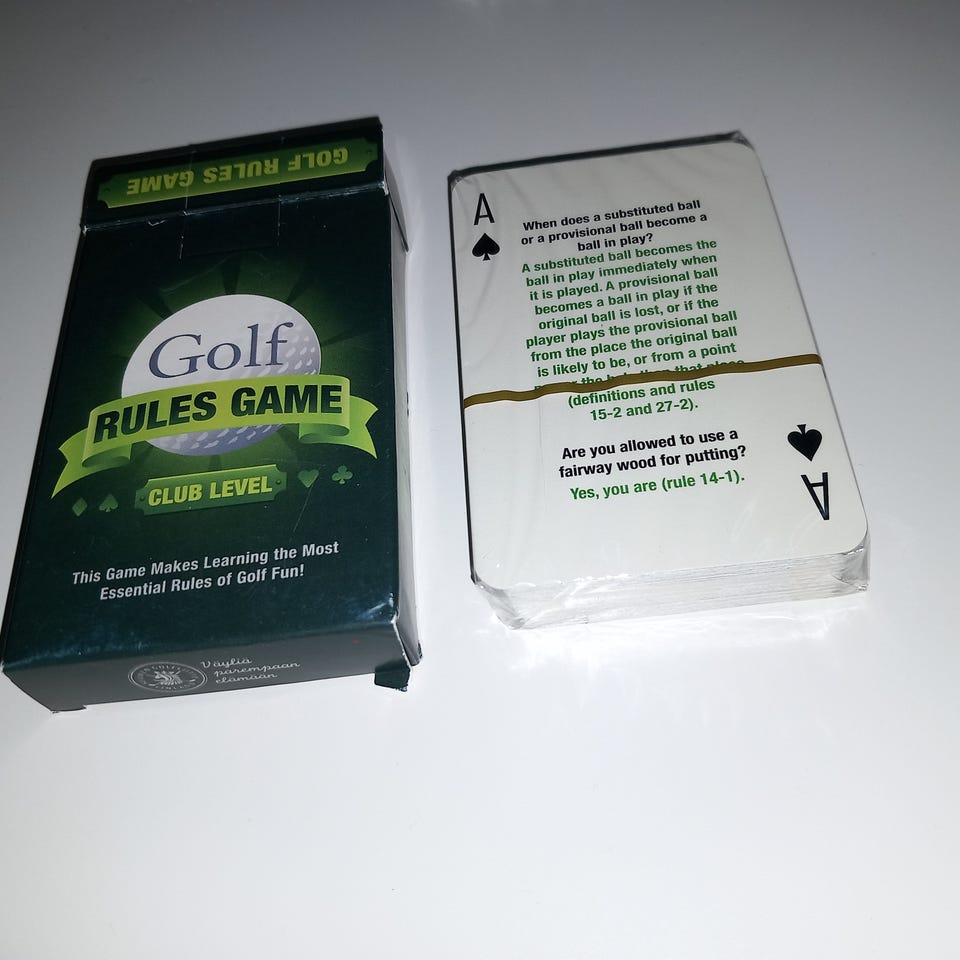 GOLF RULES GAME
Golf
RULES GAME
CLUB LEVEL
This Game Makes Learning the Most
Essential Rules of Golf Fun!
Väyliä
parempaan
elämään
A
When does a substituted ball
or a provisional ball become a
ball in play?
A substituted ball becomes the
ball in play immediately when
it is played. A provisional ball
becomes a ball in play if the
original ball is lost, or if the
player plays the provisional ball
from the place the original ball
is likely to be, or from a point
the than that place
(definitions and rules
15-2 and 27-2).
Are you allowed to use a
fairway wood for putting?
Yes, you are (rule 14-1).
A